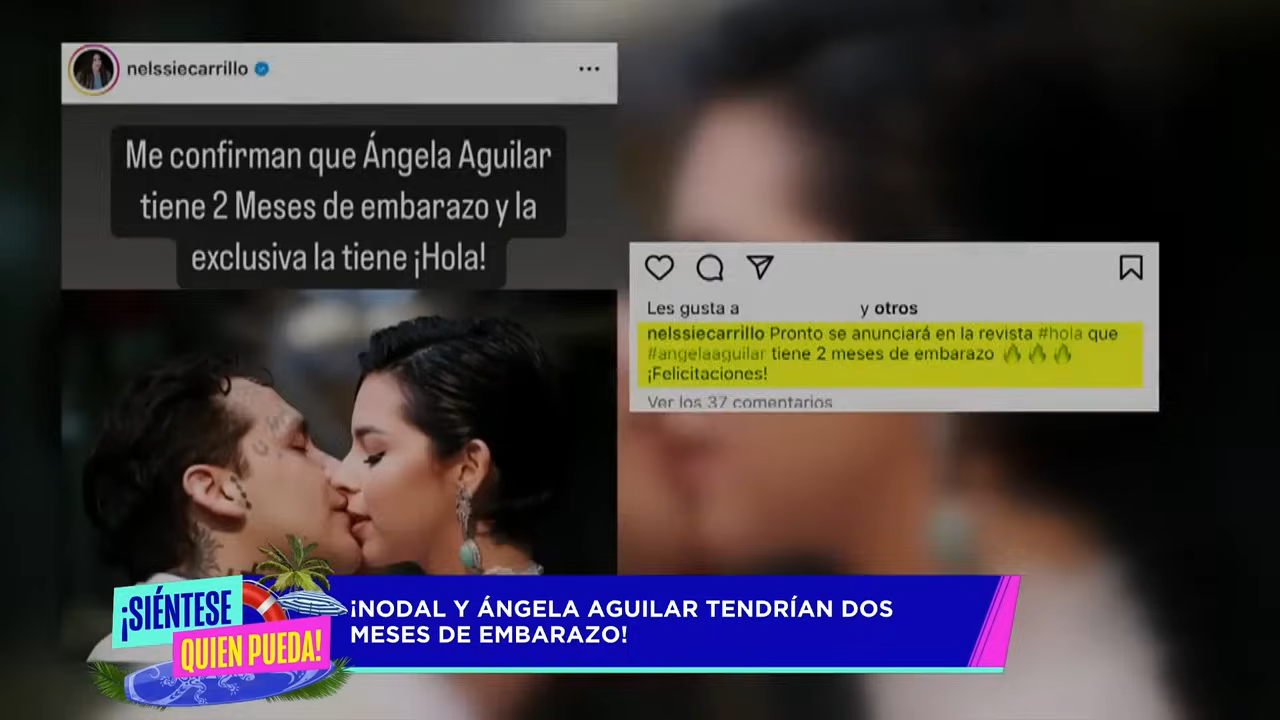 nelssiecarrillo
Me confirman que Ángela Aguilar
tiene 2 Meses de embarazo y la
exclusiva la tiene ¡Hola!
Les gusta a y otros
nelssiecarrillo Pronto se anunciará en la revista #hola que
#angelaaguilar tiene 2 meses de embarazo 🔥🔥🔥
¡Felicitaciones!
Ver los 37 comentarios
¡SIÉNTESE
QUIEN PUEDA!
¡NODAL Y ÁNGELA AGUILAR TENDRÍAN DOS
MESES DE EMBARAZO!